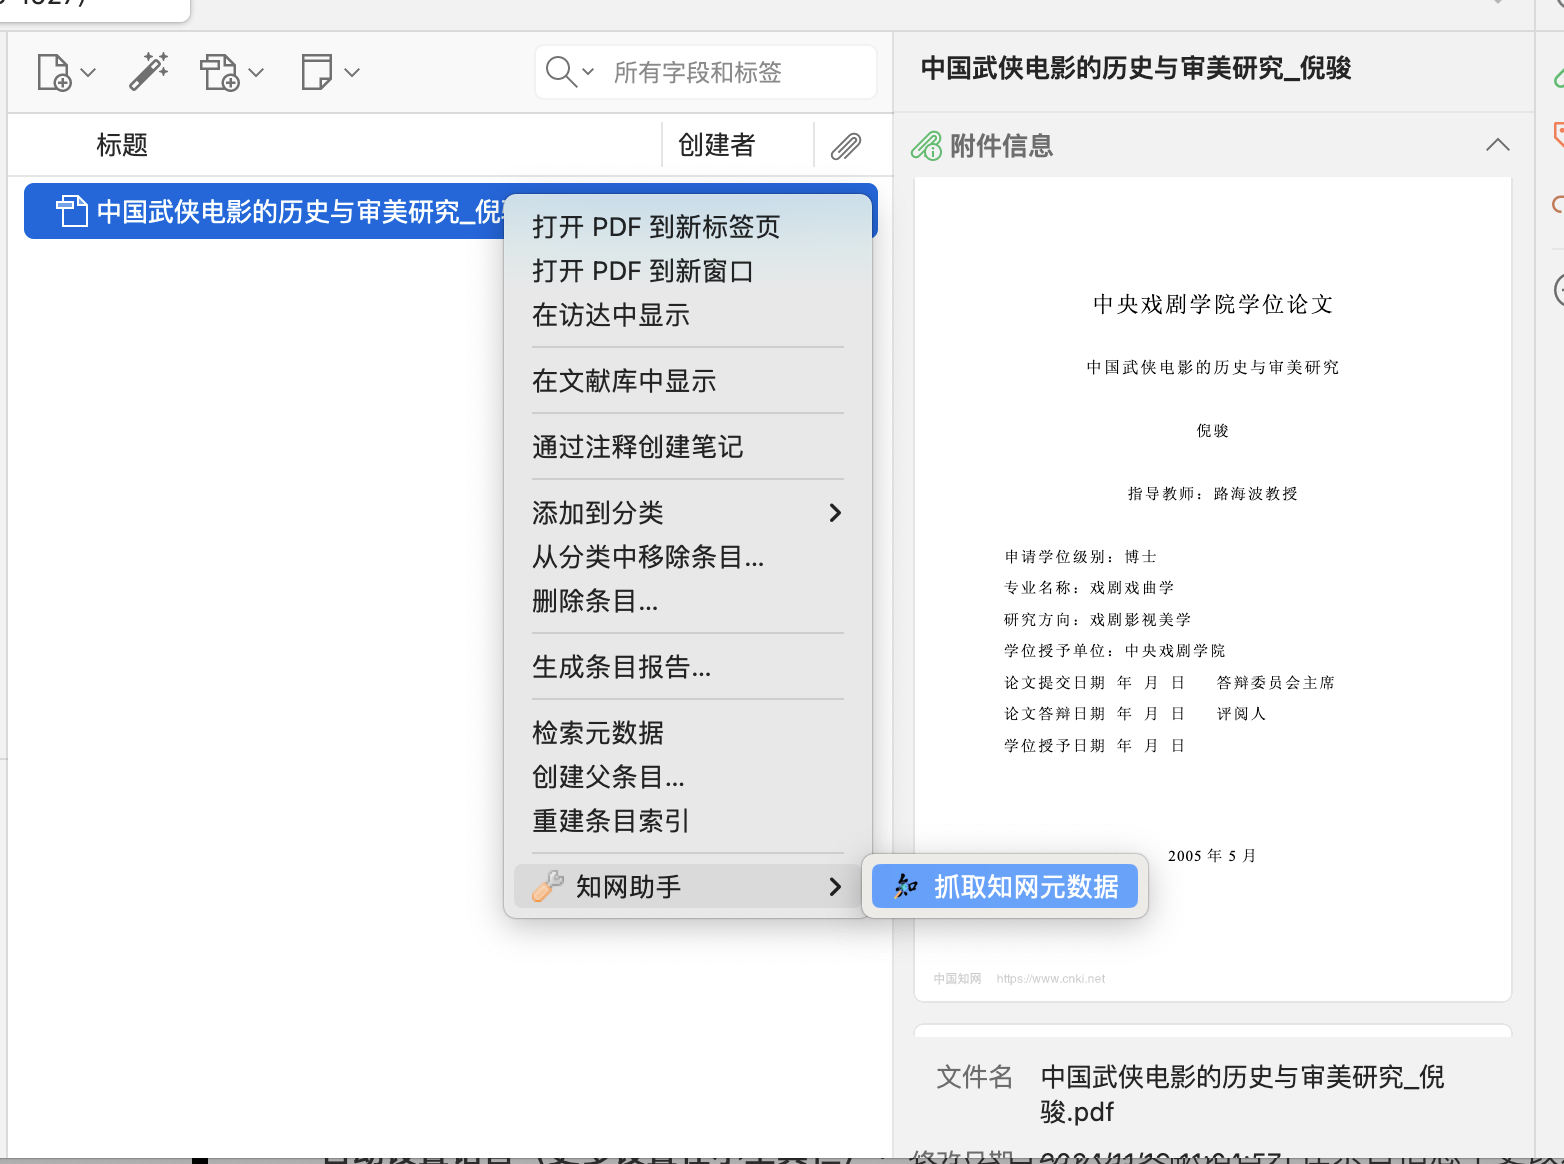 所有字段和标签
标题
创建者
中国武侠电影的历史与审美研究_倪
打开 PDF 到新标签页
打开 PDF 到新窗口
在访达中显示
在文献库中显示
通过注释创建笔记
添加到分类
从分类中移除条目...
删除条目...
生成条目报告...
检索元数据
创建父条目...
重建条目索引
知网助手
抓取知网元数据
中国武侠电影的历史与审美研究_倪骏
附件信息
中央戏剧学院学位论文
中国武侠电影的历史与审美研究
倪骏
指导教师：路海波教授
申请学位级别：博士
专业名称：戏剧戏曲学
研究方向：戏剧影视美学
学位授予单位：中央戏剧学院
论文提交日期 年 月 日 答辩委员会主席
论文答辩日期 年 月 日 评阅人
学位授予日期 年 月 日
2005 年 5 月
中国知网 https://www.cnki.net
文件名
中国武侠电影的历史与审美研究_倪
骏.pdf